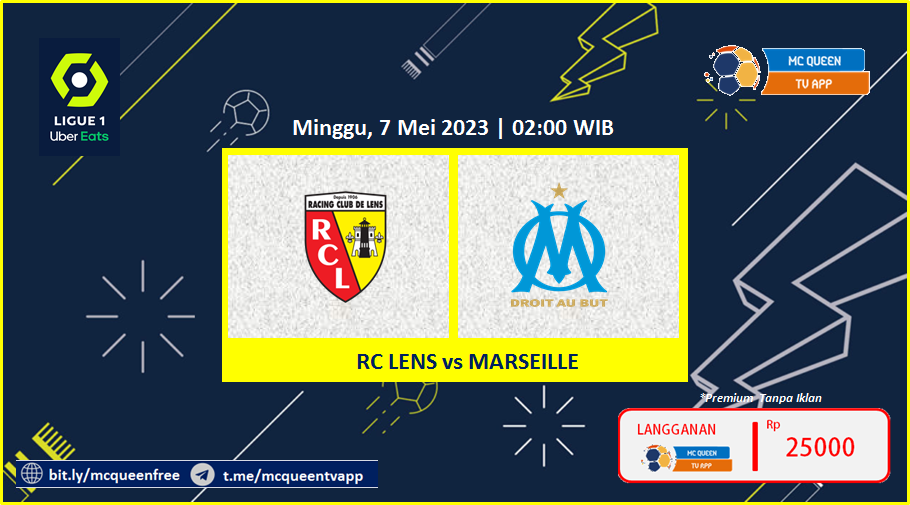 LIGUE 1
Uber Eats
MC QUEEN
TV APP
Minggu, 7 Mei 2023 | 02:00 WIB
Depuis 1906
RACING CLUB DE LENS
RCL
M
DROIT AU BUT
RC LENS vs MARSEILLE
*Premium Tanpa Iklan
LANGGANAN
MC QUEEN
TV APP
Rp
25000
bit.ly/mcqueenfree
t.me/mcqueentvapp